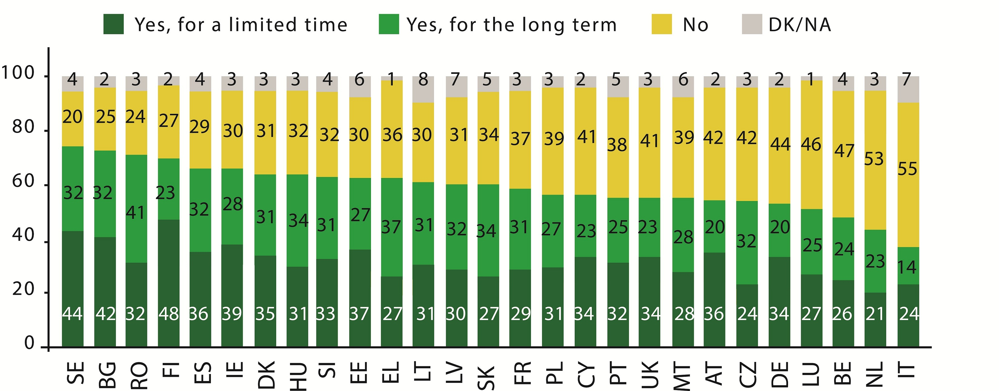 Yes, for a limited time Yes, for the long term No DK/NA
100 4 2 3 2 4 3 3 3 4 6 1 8 7 5 3 3 2 5 3 6 2 3 2 1 4 3 7
80 20 25 24 27 29 30 31 32 32 30 36 30 31 34 37 39 41 38 41 39 42 42 44 46 47 53 55
60 32 32 41 23 32 28 31 34 31 27 37 31 32 34 31 27 23 25 23 28 20 32 20 25 24 23 14
40
20 44 42 32 48 36 39 35 31 33 37 27 31 30 27 29 31 34 32 34 28 36 24 34 27 26 21 24
0
SE BG RO FI ES IE DK HU SI EE EL LT LV SK FR PL CY PT UK MT AT CZ DE LU BE NL IT